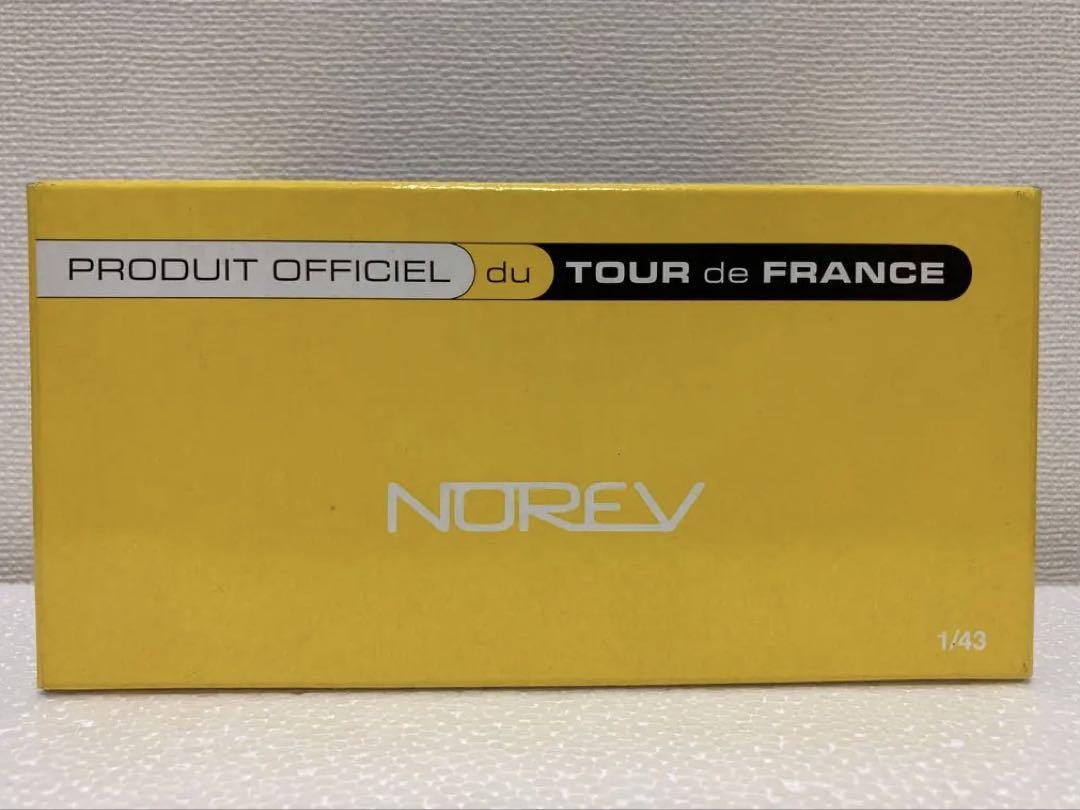 PRODUIT OFFICIEL du TOUR de FRANCE
NOREV
1/43